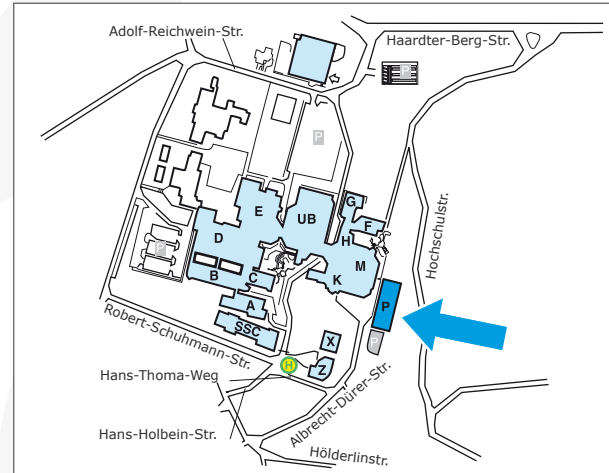 Adolf-Reichwein-Str.
Haardter-Berg-Str.
P
P
G
F
E
UB
H
D
M
K
P
B
C
A
SSC
P
Hochschulstr.
X
P
Z
H
Robert-Schuhmann-Str.
Hans-Thoma-Weg
Albrecht-Dürer-Str.
Hans-Holbein-Str.
Hölderlinstr.